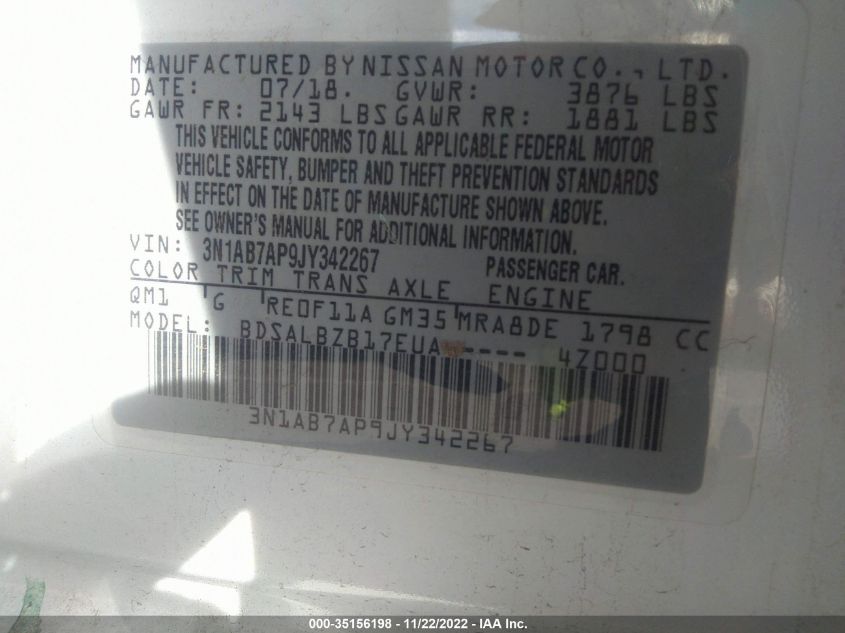 MANUFACTURED BY NISSAN MOTOR CO., LTD.
DATE: 07/18. GVWR: 3876 LBS
GAWR FR: 2143 LBS GAWR RR: 1881 LBS
THIS VEHICLE CONFORMS TO ALL APPLICABLE FEDERAL MOTOR
VEHICLE SAFETY, BUMPER AND THEFT PREVENTION STANDARDS
IN EFFECT ON THE DATE OF MANUFACTURE SHOWN ABOVE.
SEE OWNER'S MANUAL FOR ADDITIONAL INFORMATION.
VIN: 3N1AB7AP9JY342267 PASSENGER CAR.
COLOR TRIM TRANS AXLE ENGINE
QM1 G RE0F11A GM35 MRA8DE 1798 CC
MODEL: BDSALBZB17EUA ---- 4Z000
3N1AB7AP9JY342267
000-35156198 - 11/22/2022 - IAA Inc.